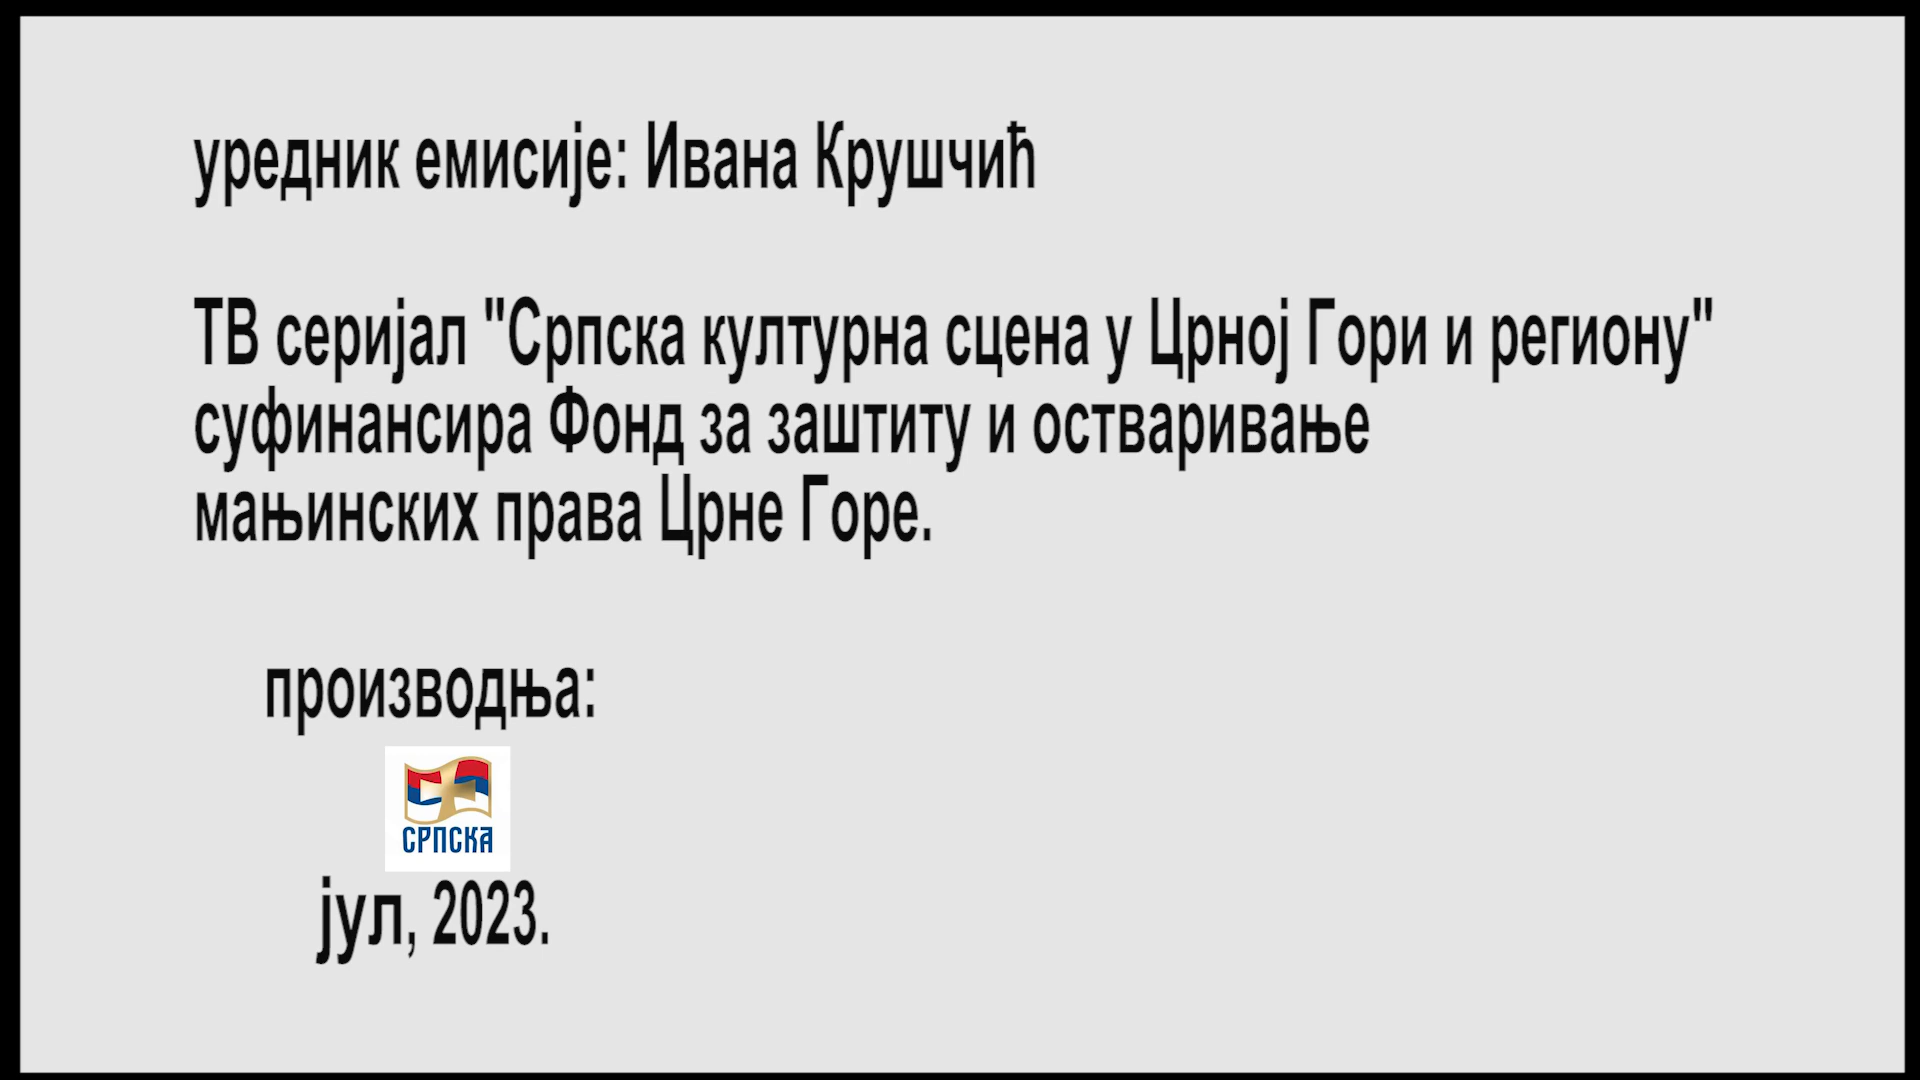 уредник емисије: Ивана Крушчић
ТВ серијал "Српска културна сцена у Црној Гори и региону"
суфинансира Фонд за заштиту и остваривање
мањинских права Црне Горе.
производња:
СРПСКА
јул, 2023.